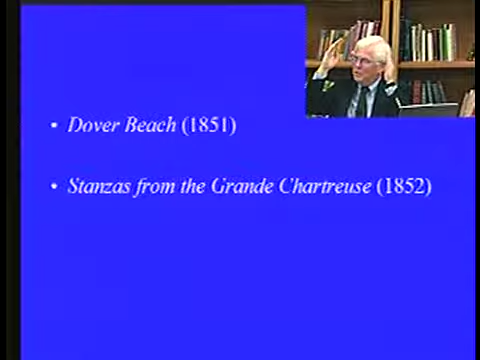 • Dover Beach (1851)
• Stanzas from the Grande Chartreuse (1852)